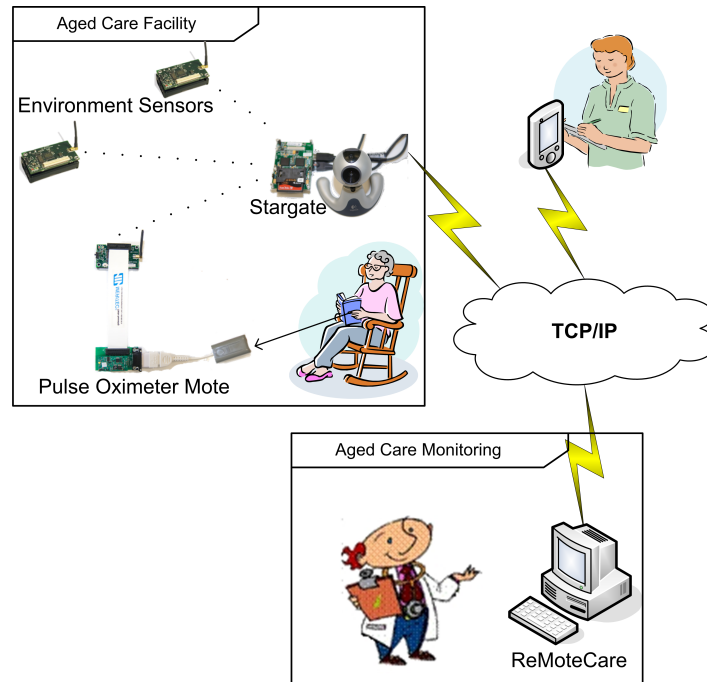 Aged Care Facility
Environment Sensors
Stargate
Pulse Oximeter Mote
TCP/IP
Aged Care Monitoring
ReMoteCare